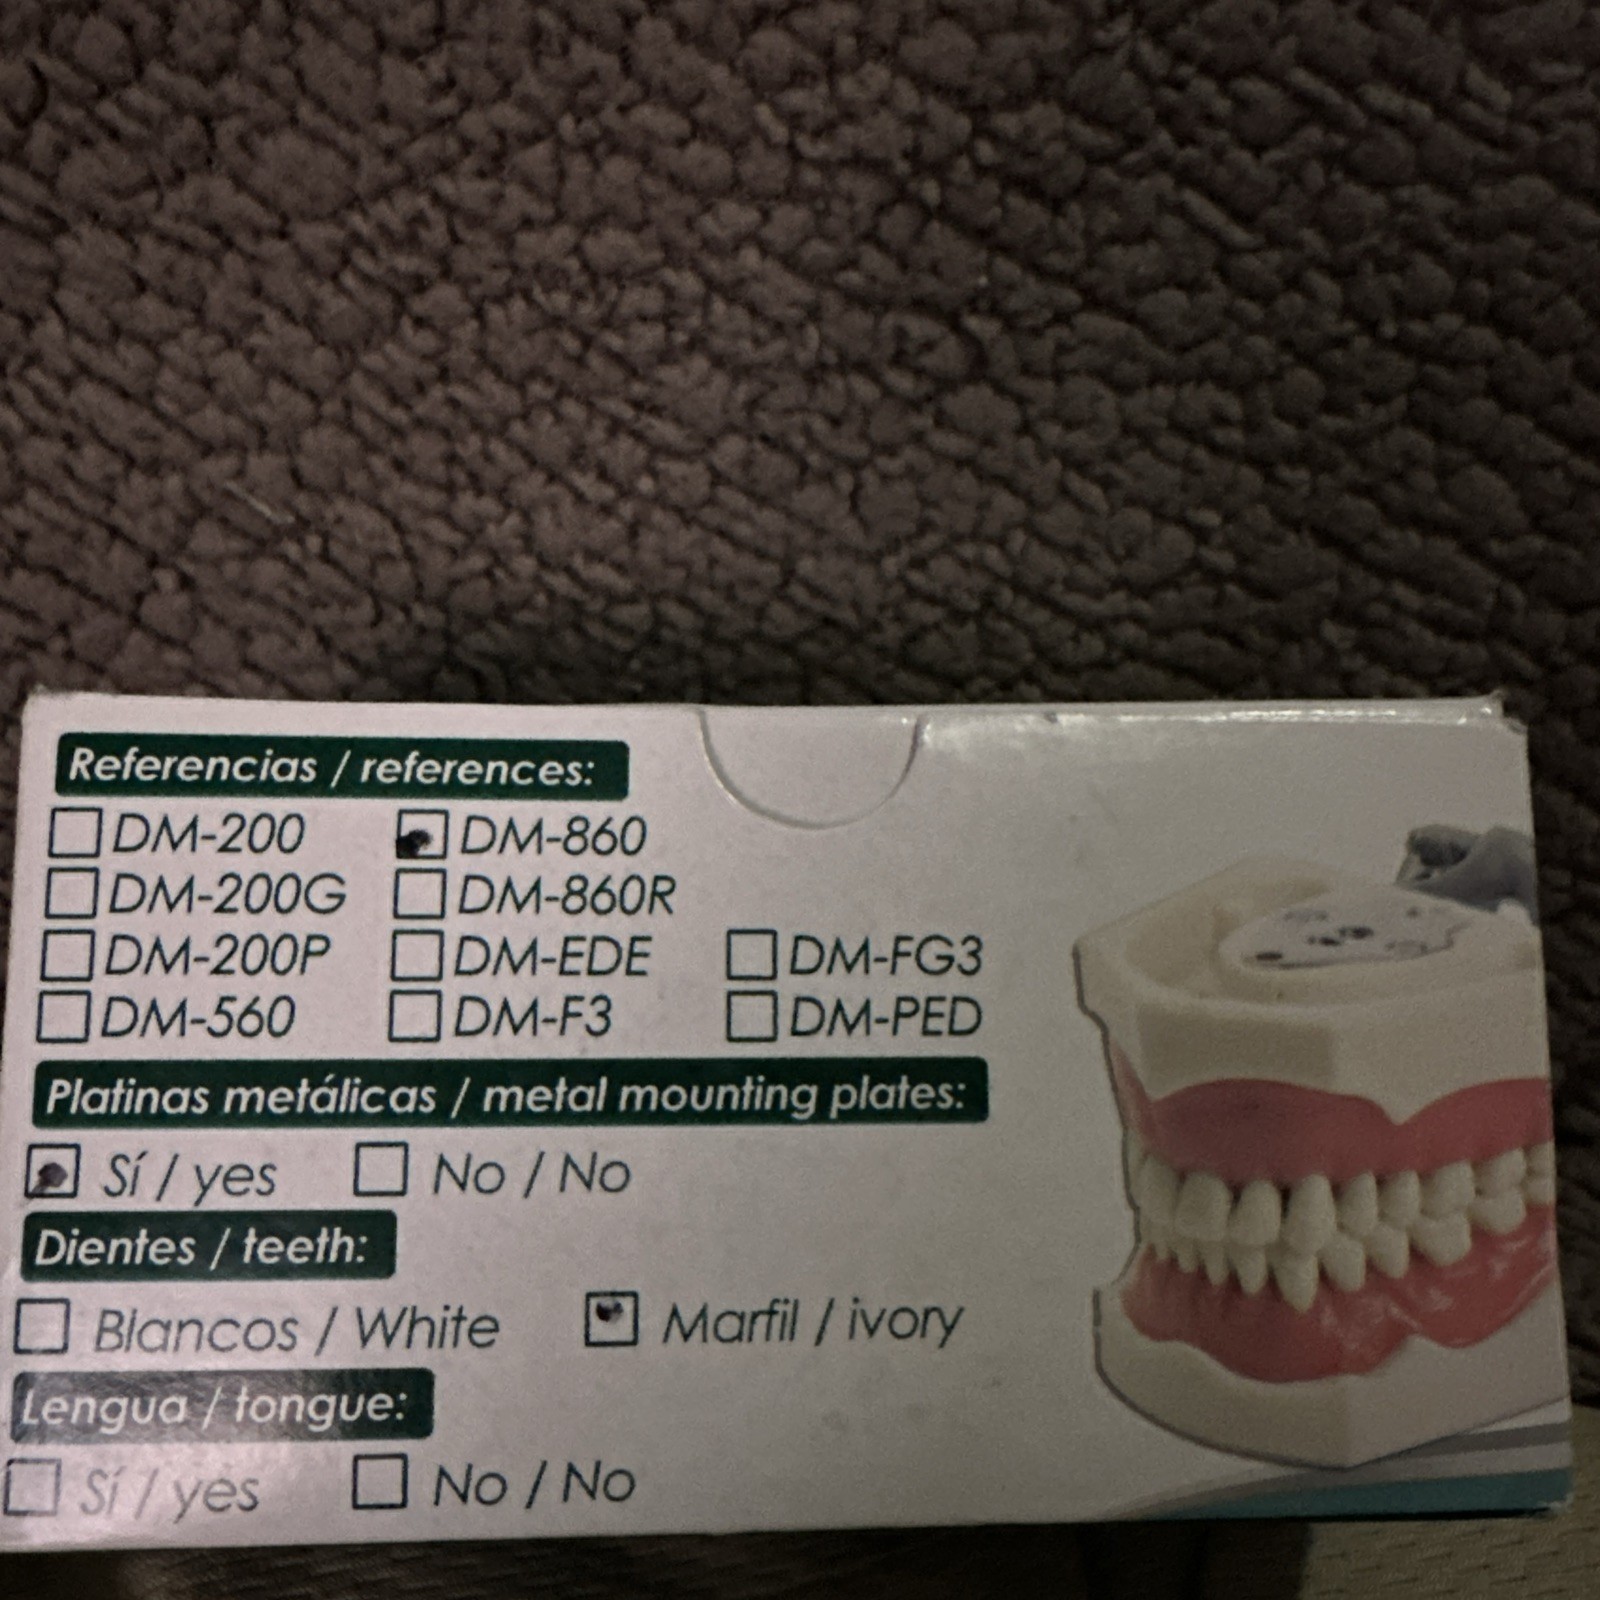 Referencias / references:
DM-200 DM-860
DM-200G DM-860R
DM-200P DM-EDE DM-FG3
DM-560 DM-F3 DM-PED
Platinas metálicas / metal mounting plates:
Sí / yes No / No
Dientes / teeth:
Blancos / White Marfil / ivory
Lengua / tongue:
Sí / yes No / No